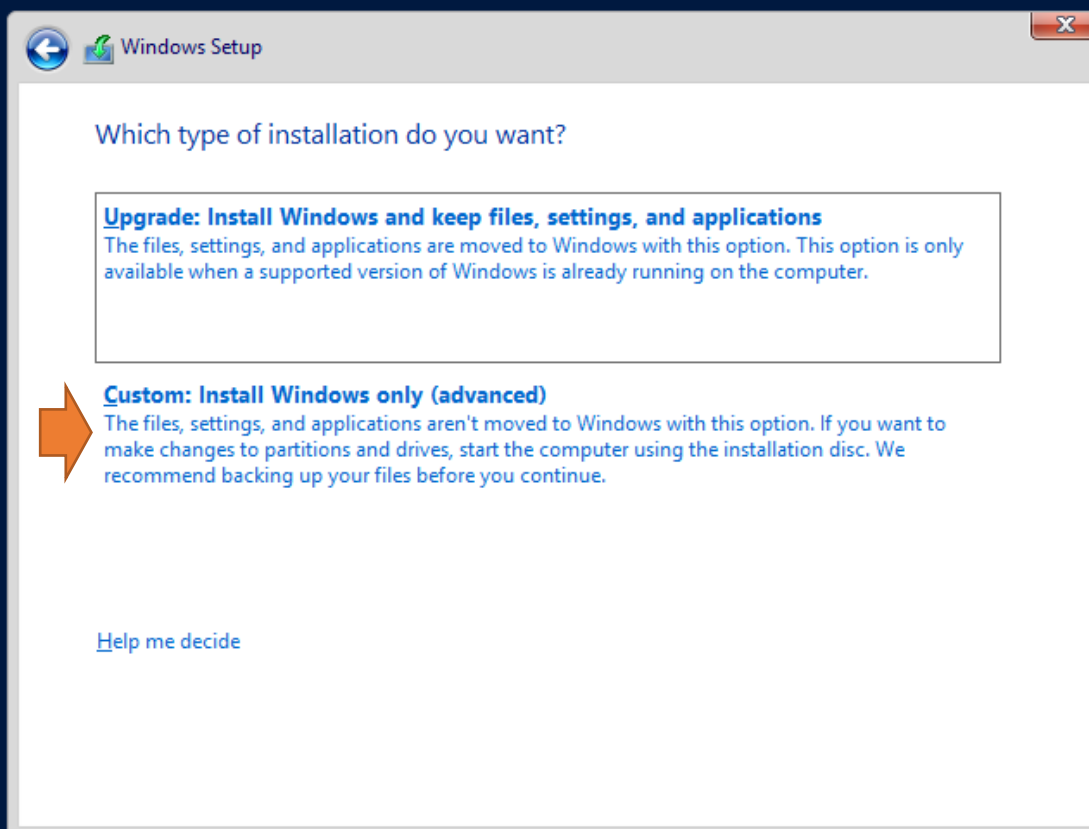 Windows Setup
Which type of installation do you want?
Upgrade: Install Windows and keep files, settings, and applications
The files, settings, and applications are moved to Windows with this option. This option is only
available when a supported version of Windows is already running on the computer.
Custom: Install Windows only (advanced)
The files, settings, and applications aren't moved to Windows with this option. If you want to
make changes to partitions and drives, start the computer using the installation disc. We
recommend backing up your files before you continue.
Help me decide